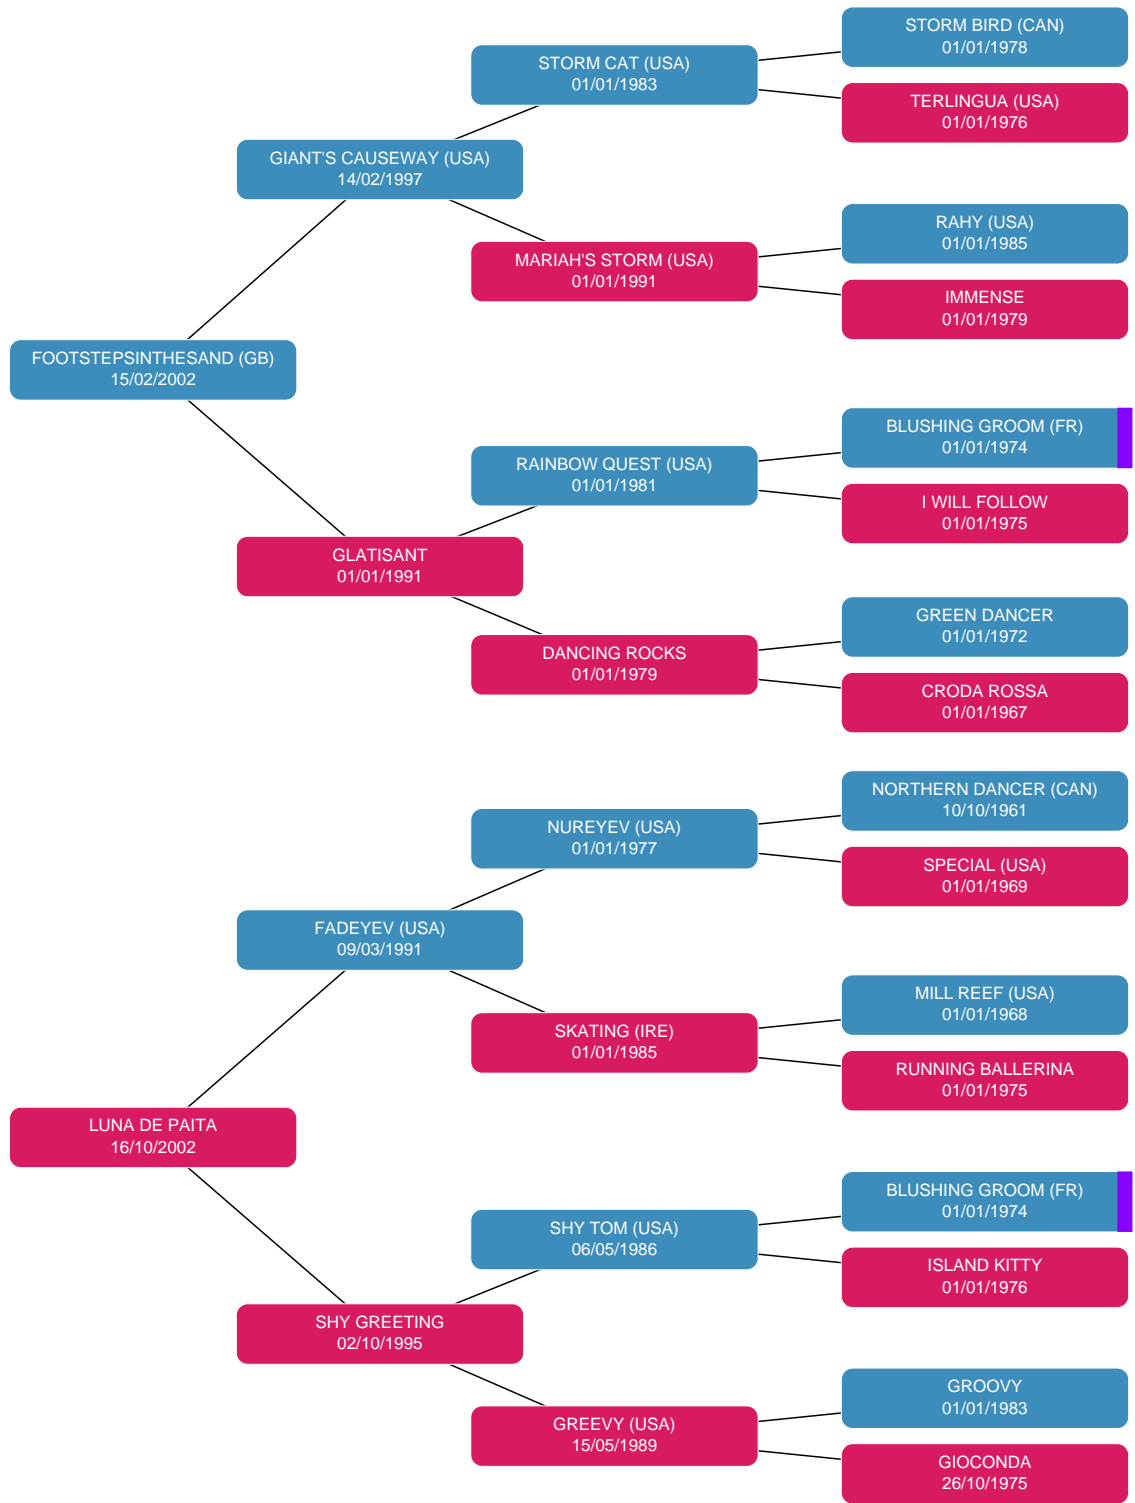 STORM BIRD (CAN)
01/01/1978
STORM CAT (USA)
01/01/1983
TERLINGUA (USA)
01/01/1976
GIANT'S CAUSEWAY (USA)
14/02/1997
RAHY (USA)
01/01/1985
MARIAH'S STORM (USA)
01/01/1991
IMMENSE
01/01/1979
FOOTSTEPSINTHESAND (GB)
15/02/2002
BLUSHING GROOM (FR)
01/01/1974
RAINBOW QUEST (USA)
01/01/1981
I WILL FOLLOW
01/01/1975
GLATISANT
01/01/1991
GREEN DANCER
01/01/1972
DANCING ROCKS
01/01/1979
CRODA ROSSA
01/01/1967
NORTHERN DANCER (CAN)
10/10/1961
NUREYEV (USA)
01/01/1977
SPECIAL (USA)
01/01/1969
FADEYEV (USA)
09/03/1991
MILL REEF (USA)
01/01/1968
SKATING (IRE)
01/01/1985
RUNNING BALLERINA
01/01/1975
LUNA DE PAITA
16/10/2002
BLUSHING GROOM (FR)
01/01/1974
SHY TOM (USA)
06/05/1986
ISLAND KITTY
01/01/1976
SHY GREETING
02/10/1995
GROOVY
01/01/1983
GREEVY (USA)
15/05/1989
GIOCONDA
26/10/1975